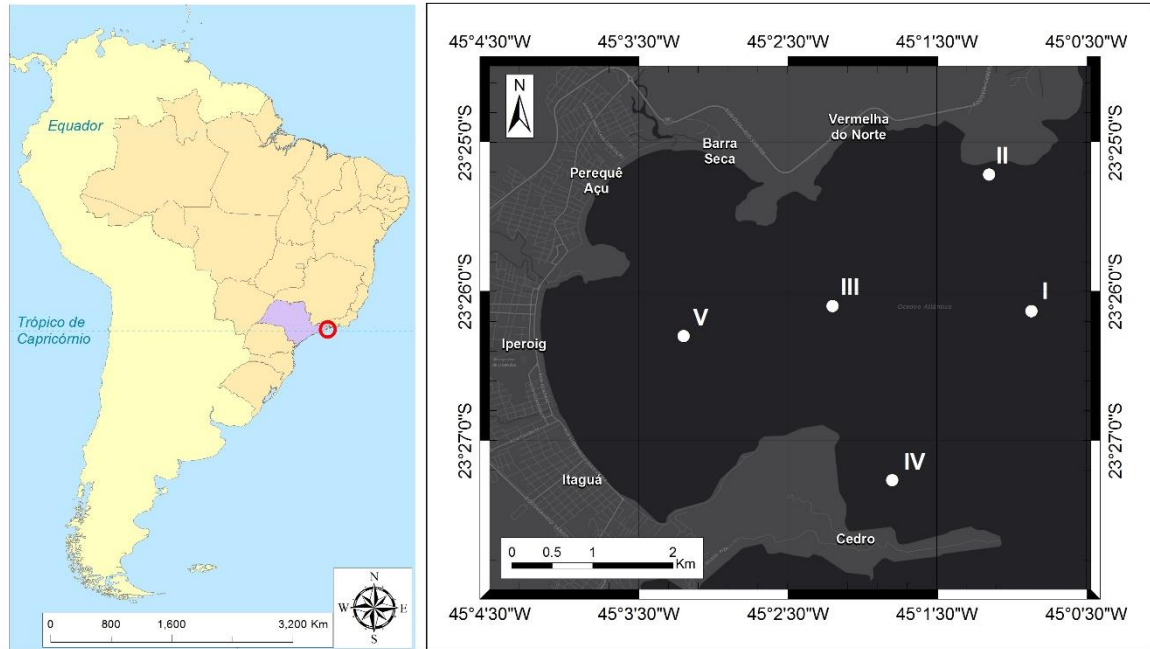 Equador
Trópico de
Capricórnio
N
W
E
S
0 800 1,600 3,200 Km
45°4'30"W 45°3'30"W 45°2'30"W 45°1'30"W 45°0'30"W
N
Vermelha
do Norte
Barra
Seca
23°25'0"S
23°25'0"S
Perequê
Açu
II
23°26'0"S
23°26'0"S
III
Oceano Atlântico
I
V
Iperoig
23°27'0"S
23°27'0"S
IV
Itaguá
Cedro
0 0.5 1 2
Km
45°4'30"W 45°3'30"W 45°2'30"W 45°1'30"W 45°0'30"W